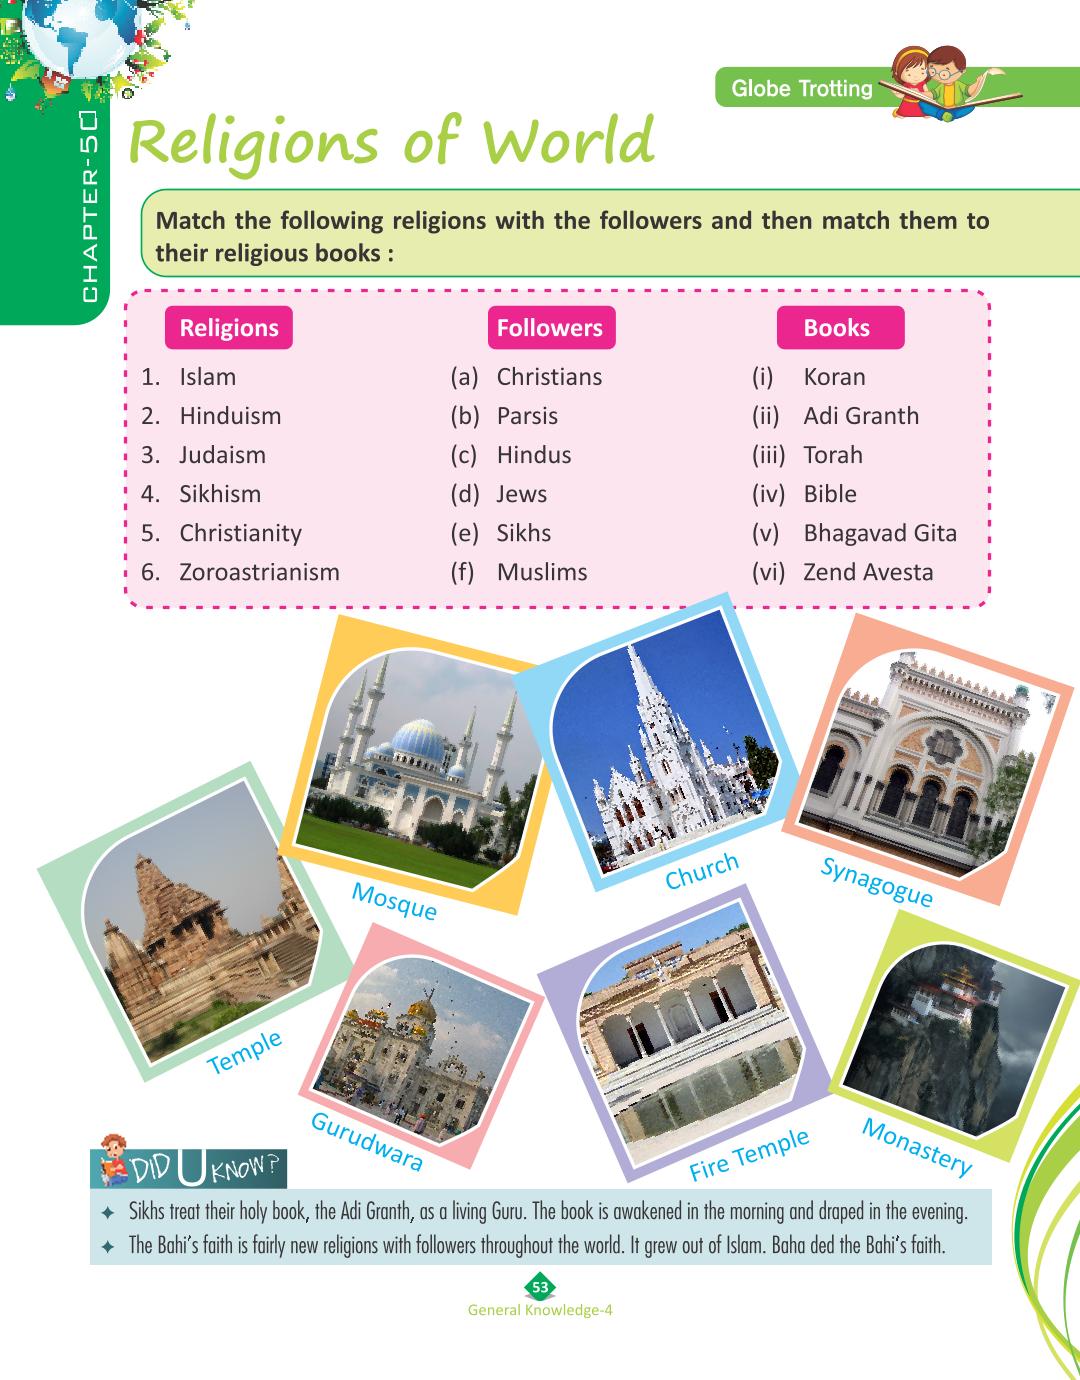 Globe Trotting
CHAPTER-50
Religions of World
Match the following religions with the followers and then match them to
their religious books :
Religions Followers Books
1. Islam (a) Christians (i) Koran
2. Hinduism (b) Parsis (ii) Adi Granth
3. Judaism (c) Hindus (iii) Torah
4. Sikhism (d) Jews (iv) Bible
5. Christianity (e) Sikhs (v) Bhagavad Gita
6. Zoroastrianism (f) Muslims (vi) Zend Avesta
Mosque
Church
Synagogue
Temple
Gurudwara
Fire Temple
Monastery
DID U KNOW?
✦ Sikhs treat their holy book, the Adi Granth, as a living Guru. The book is awakened in the morning and draped in the evening.
✦ The Bahi's faith is fairly new religions with followers throughout the world. It grew out of Islam. Baha ded the Bahi's faith.
53
General Knowledge-4